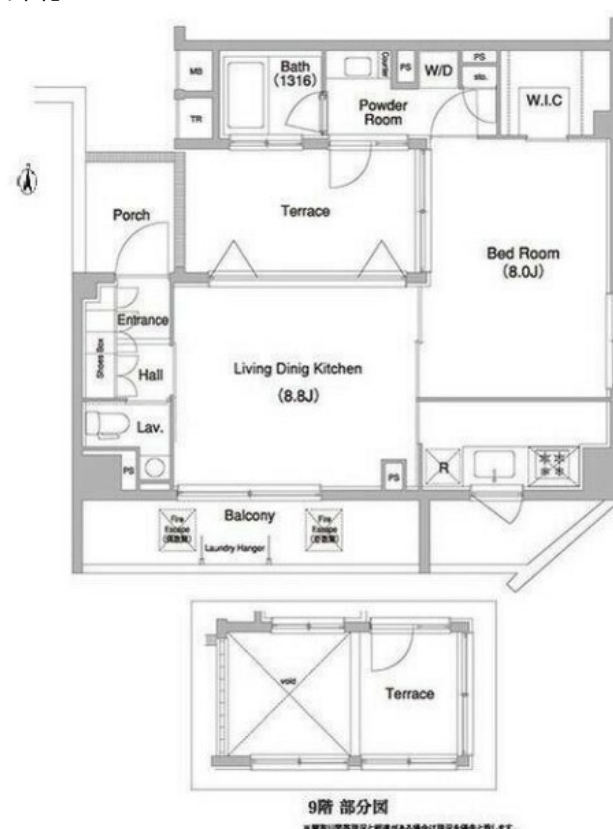 MB
Bath
(1316)
Counter
PS
W/D
PS
sto.
W.I.C
TR
Powder
Room
Terrace
Porch
Bed Room
(8.0J)
Entrance
Shoes Box
Hall
Living Dinig Kitchen
(8.8J)
Lav.
PS
PS
R
Balcony
Fire
Escape
Fire
Escape
Laundry Hanger
void
Terrace
9階 部分図